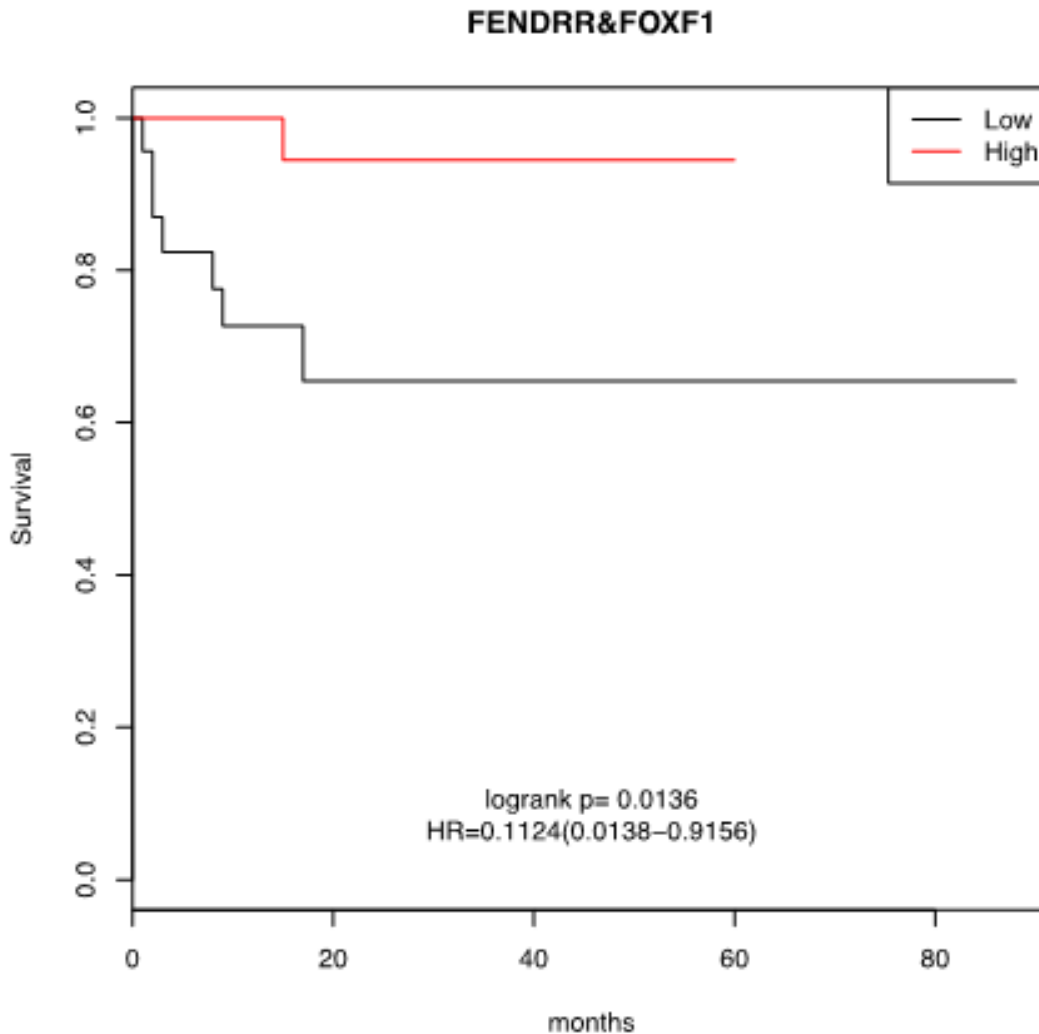 FENDRR&FOXF1
Low
High
1.0
0.8
0.6
0.4
0.2
0.0
Survival
logrank p= 0.0136
HR=0.1124(0.0138−0.9156)
0 20 40 60 80
months